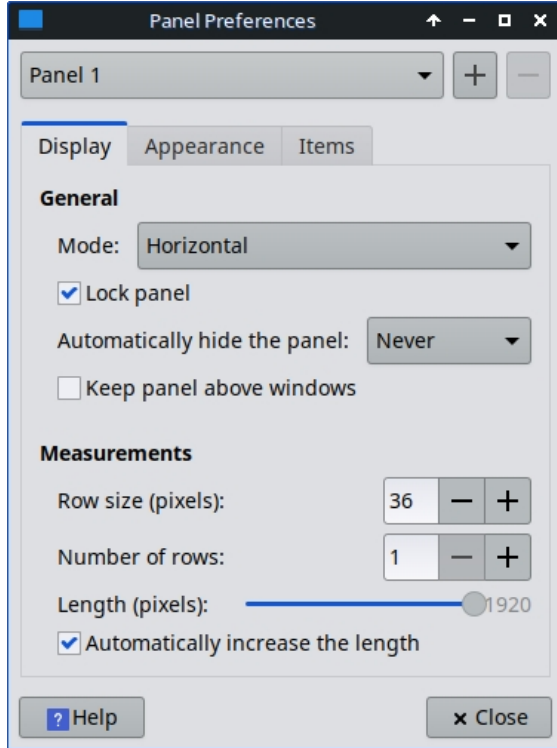 Panel Preferences
Panel 1
Display Appearance Items
General
Mode: Horizontal
Lock panel
Automatically hide the panel: Never
Keep panel above windows
Measurements
Row size (pixels): 36
Number of rows: 1
Length (pixels): 1920
Automatically increase the length
? Help Close